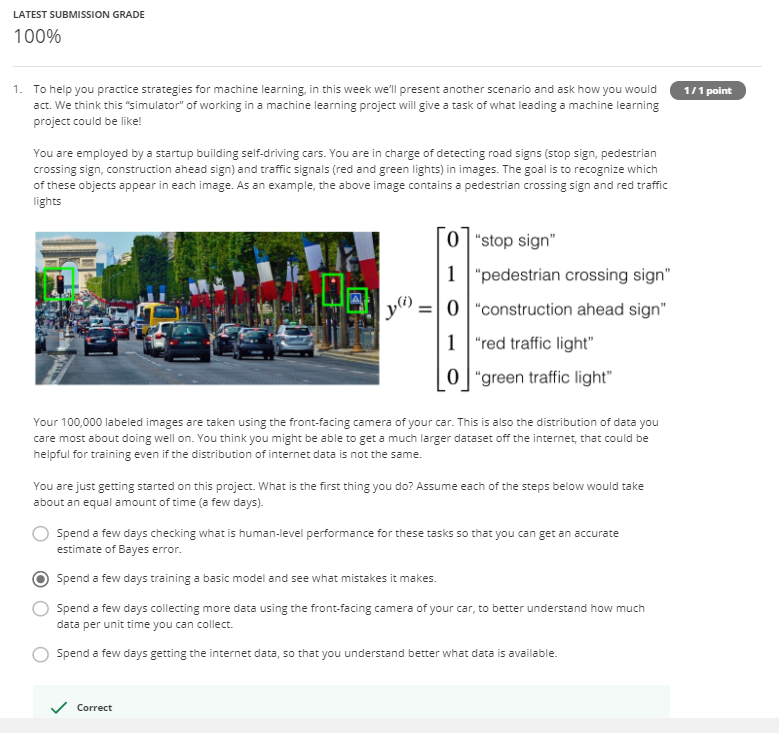 LATEST SUBMISSION GRADE
100%
1. To help you practice strategies for machine learning, in this week we'll present another scenario and ask how you would
1 / 1 point
act. We think this "simulator" of working in a machine learning project will give a task of what leading a machine learning
project could be like!
You are employed by a startup building self-driving cars. You are in charge of detecting road signs (stop sign, pedestrian
crossing sign, construction ahead sign) and traffic signals (red and green lights) in images. The goal is to recognize which
of these objects appear in each image. As an example, the above image contains a pedestrian crossing sign and red traffic
lights
0 "stop sign"
1 "pedestrian crossing sign"
y(i) = 0 "construction ahead sign"
1 "red traffic light"
0 "green traffic light"
Your 100,000 labeled images are taken using the front-facing camera of your car. This is also the distribution of data you
care most about doing well on. You think you might be able to get a much larger dataset off the internet, that could be
helpful for training even if the distribution of internet data is not the same.
You are just getting started on this project. What is the first thing you do? Assume each of the steps below would take
about an equal amount of time (a few days).
Spend a few days checking what is human-level performance for these tasks so that you can get an accurate
estimate of Bayes error.
Spend a few days training a basic model and see what mistakes it makes.
Spend a few days collecting more data using the front-facing camera of your car, to better understand how much
data per unit time you can collect.
Spend a few days getting the internet data, so that you understand better what data is available.
Correct